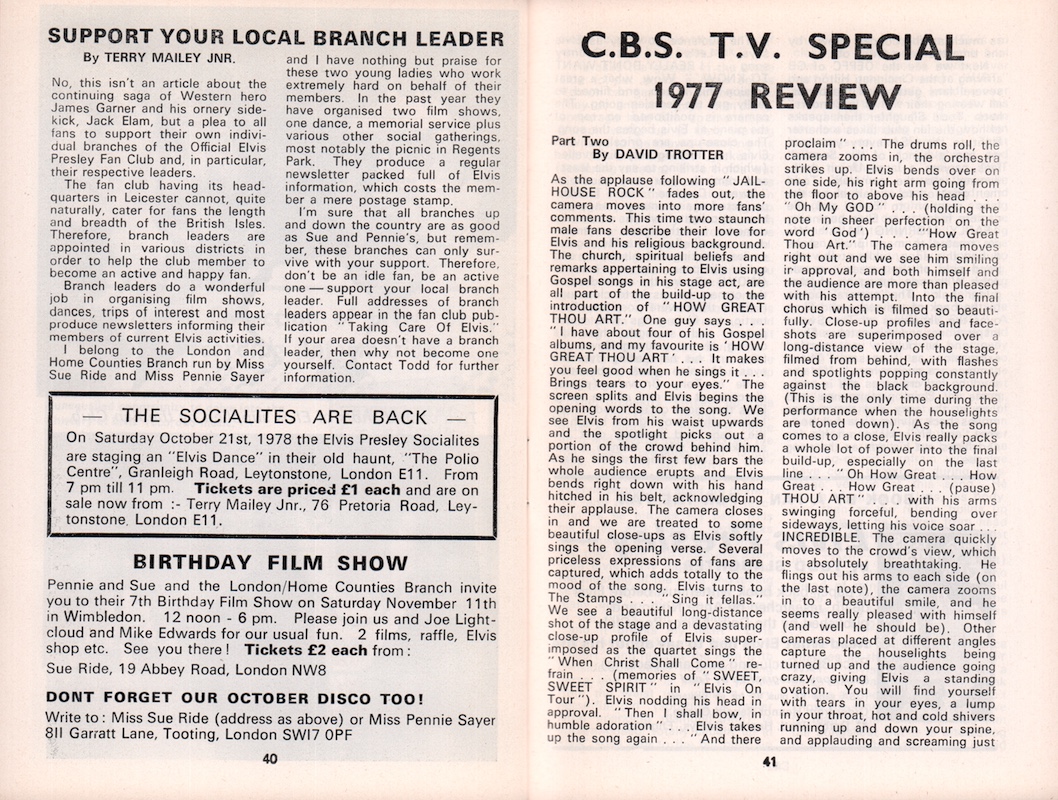 SUPPORT YOUR LOCAL BRANCH LEADER
By TERRY MAILEY JNR.
No, this isn't an article about the
continuing saga of Western hero
James Garner and his ornery side-
kick, Jack Elam, but a plea to all
fans to support their own indivi-
dual branches of the Official Elvis
Presley Fan Club and, in particular,
their respective leaders.
The fan club having its head-
quarters in Leicester cannot, quite
naturally, cater for fans the length
and breadth of the British Isles.
Therefore, branch leaders are
appointed in various districts in
order to help the club member to
become an active and happy fan.
Branch leaders do a wonderful
job in organising film shows,
dances, trips of interest and most
produce newsletters informing their
members of current Elvis activities.
I belong to the London and
Home Counties Branch run by Miss
Sue Ride and Miss Pennie Sayer
and I have nothing but praise for
these two young ladies who work
extremely hard on behalf of their
members. In the past year they
have organised two film shows,
one dance, a memorial service plus
various other social gatherings,
most notably the picnic in Regents
Park. They produce a regular
newsletter packed full of Elvis
information, which costs the mem-
ber a mere postage stamp.
I'm sure that all branches up
and down the country are as good
as Sue and Pennie's, but remem-
ber, these branches can only sur-
vive with your support. Therefore,
don't be an idle fan, be an active
one — support your local branch
leader. Full addresses of branch
leaders appear in the fan club pub-
lication "Taking Care Of Elvis."
If your area doesn't have a branch
leader, then why not become one
yourself. Contact Todd for further
information.
— THE SOCIALITES ARE BACK —
On Saturday October 21st, 1978 the Elvis Presley Socialites
are staging an "Elvis Dance" in their old haunt, "The Polio
Centre", Granleigh Road, Leytonstone, London E11. From
7 pm till 11 pm. Tickets are priced £1 each and are on
sale now from :- Terry Mailey Jnr., 76 Pretoria Road, Ley-
tonstone, London E11.
BIRTHDAY FILM SHOW
Pennie and Sue and the London/Home Counties Branch invite
you to their 7th Birthday Film Show on Saturday November 11th
in Wimbledon. 12 noon - 6 pm. Please join us and Joe Light-
cloud and Mike Edwards for our usual fun. 2 films, raffle, Elvis
shop etc. See you there! Tickets £2 each from :
Sue Ride, 19 Abbey Road, London NW8
DONT FORGET OUR OCTOBER DISCO TOO!
Write to : Miss Sue Ride (address as above) or Miss Pennie Sayer
811 Garratt Lane, Tooting, London SW17 0PF
40
C.B.S. T.V. SPECIAL
1977 REVIEW
Part Two
By DAVID TROTTER
As the applause following "JAIL-
HOUSE ROCK" fades out, the
camera moves into more fans'
comments. This time two staunch
male fans describe their love for
Elvis and his religious background.
The church, spiritual beliefs and
remarks appertaining to Elvis using
Gospel songs in his stage act, are
all part of the build-up to the
introduction of "HOW GREAT
THOU ART." One guy says . . .
"I have about four of his Gospel
albums, and my favourite is 'HOW
GREAT THOU ART' . . . It makes
you feel good when he sings it . . .
Brings tears to your eyes." The
screen splits and Elvis begins the
opening words to the song. We
see Elvis from his waist upwards
and the spotlight picks out a
portion of the crowd behind him.
As he sings the first few bars the
whole audience erupts and Elvis
bends right down with his hand
hitched in his belt, acknowledging
their applause. The camera closes
in and we are treated to some
beautiful close-ups as Elvis softly
sings the opening verse. Several
priceless expressions of fans are
captured, which adds totally to the
mood of the song. Elvis turns to
The Stamps . . . "Sing it fellas."
We see a beautiful long-distance
shot of the stage and a devastating
close-up profile of Elvis super-
imposed as the quartet sings the
"When Christ Shall Come" re-
frain . . . (memories of "SWEET,
SWEET SPIRIT" in "Elvis On
Tour"). Elvis nodding his head in
approval. "Then I shall bow, in
humble adoration" . . . Elvis takes
up the song again . . . "And there
proclaim" . . . The drums roll, the
camera zooms in, the orchestra
strikes up. Elvis bends over on
one side, his right arm going from
the floor to above his head . . .
"Oh My GOD" . . . (holding the
note in sheer perfection on the
word 'God') . . . "'How Great
Thou Art." The camera moves
right out and we see him smiling
in approval, and both himself and
the audience are more than pleased
with his attempt. Into the final
chorus which is filmed so beauti-
fully. Close-up profiles and face-
shots are superimposed over a
long-distance view of the stage,
filmed from behind, with flashes
and spotlights popping constantly
against the black background.
(This is the only time during the
performance when the houselights
are toned down). As the song
comes to a close, Elvis really packs
a whole lot of power into the final
build-up, especially on the last
line . . . "Oh How Great . . . How
Great . . . How Great . . . (pause)
THOU ART" . . . with his arms
swinging forceful, bending over
sideways, letting his voice soar . . .
INCREDIBLE. The camera quickly
moves to the crowd's view, which
is absolutely breathtaking. He
flings out his arms to each side (on
the last note), the camera zooms
in to a beautiful smile, and he
seems really pleased with himself
(and well he should be). Other
cameras placed at different angles
capture the houselights being
turned up and the audience going
crazy, giving Elvis a standing
ovation. You will find yourself
with tears in your eyes, a lump
in your throat, hot and cold shivers
running up and down your spine,
and applauding and screaming just
41